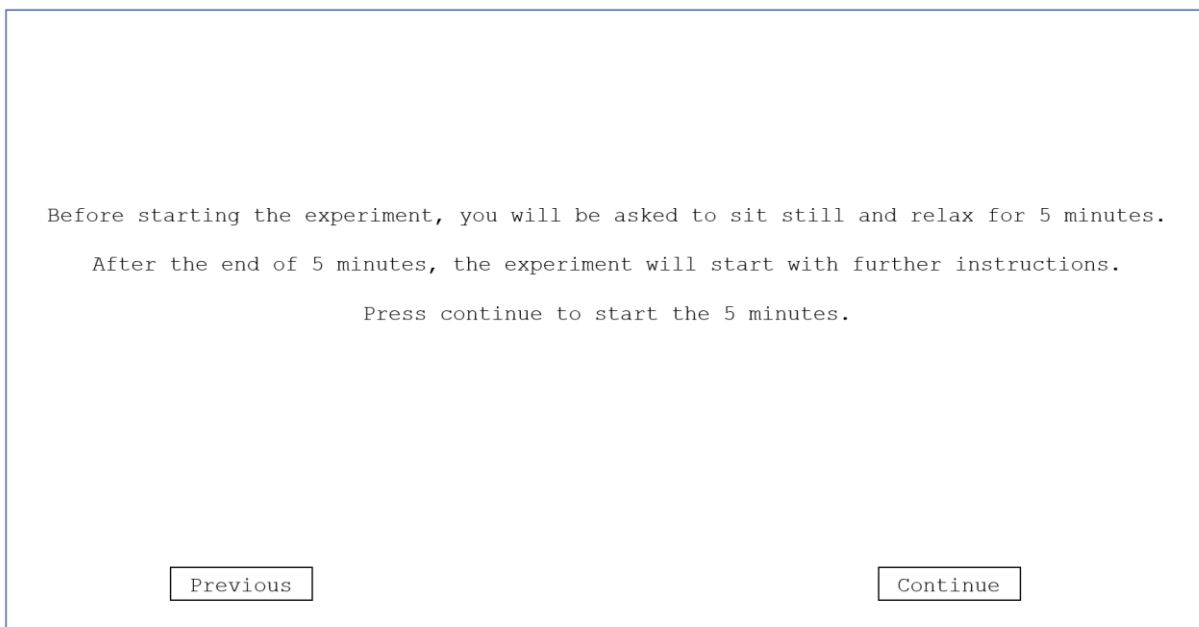 Before starting the experiment, you will be asked to sit still and relax for 5 minutes.
After the end of 5 minutes, the experiment will start with further instructions.
Press continue to start the 5 minutes.
Previous
Continue